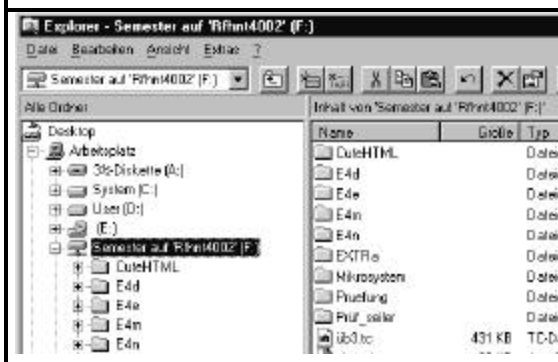 Explorer - Semester auf 'Rfhnt4002' (F:)
Datei Bearbeiten Ansicht Extras ?
Semester auf 'Rfhnt4002' (F:)
Alle Ordner
Inhalt von 'Semester auf 'Rfhnt4002' (F:)'
Desktop
Arbeitsplatz
3½-Diskette (A:)
System (C:)
User (D:)
(E:)
Semester auf 'Rfhnt4002' (F:)
CuteHTML
E4d
E4e
E4m
E4n
Name Größe Typ
CuteHTML Datei
E4d Datei
E4e Datei
E4m Datei
E4n Datei
EXTRa Datei
Mikrosystem Datei
Pruefung Datei
Prüf_seiler Datei
üb3.tc 431 KB TC-D